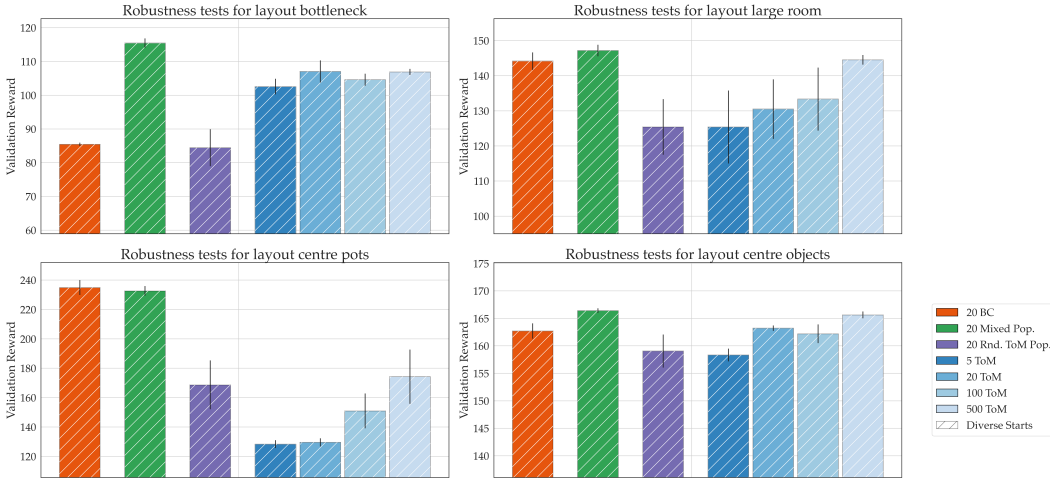 Robustness tests for layout bottleneck
Validation Reward
120
110
100
90
80
70
60
Robustness tests for layout large room
Validation Reward
150
140
130
120
110
100
Robustness tests for layout centre pots
Validation Reward
240
220
200
180
160
140
120
Robustness tests for layout centre objects
Validation Reward
175
170
165
160
155
150
145
140
20 BC
20 Mixed Pop.
20 Rnd. ToM Pop.
5 ToM
20 ToM
100 ToM
500 ToM
Diverse Starts